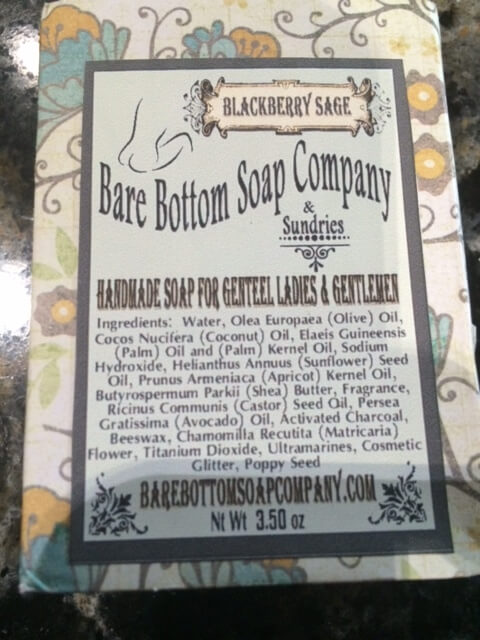 BLACKBERRY SAGE
Bare Bottom Soap Company
&
Sundries
HANDMADE SOAP FOR GENTEEL LADIES & GENTLEMEN
Ingredients: Water, Olea Europaea (Olive) Oil,
Cocos Nucifera (Coconut) Oil, Elaeis Guineensis
(Palm) Oil and (Palm) Kernel Oil, Sodium
Hydroxide, Helianthus Annuus (Sunflower) Seed
Oil, Prunus Armeniaca (Apricot) Kernel Oil,
Butyrospermum Parkii (Shea) Butter, Fragrance,
Ricinus Communis (Castor) Seed Oil, Persea
Gratissima (Avocado) Oil, Activated Charcoal,
Beeswax, Chamomilla Recutita (Matricaria)
Flower, Titanium Dioxide, Ultramarines, Cosmetic
Glitter, Poppy Seed
BAREBOTTOMSOAPCOMPANY.COM
Nt Wt 3.50 oz